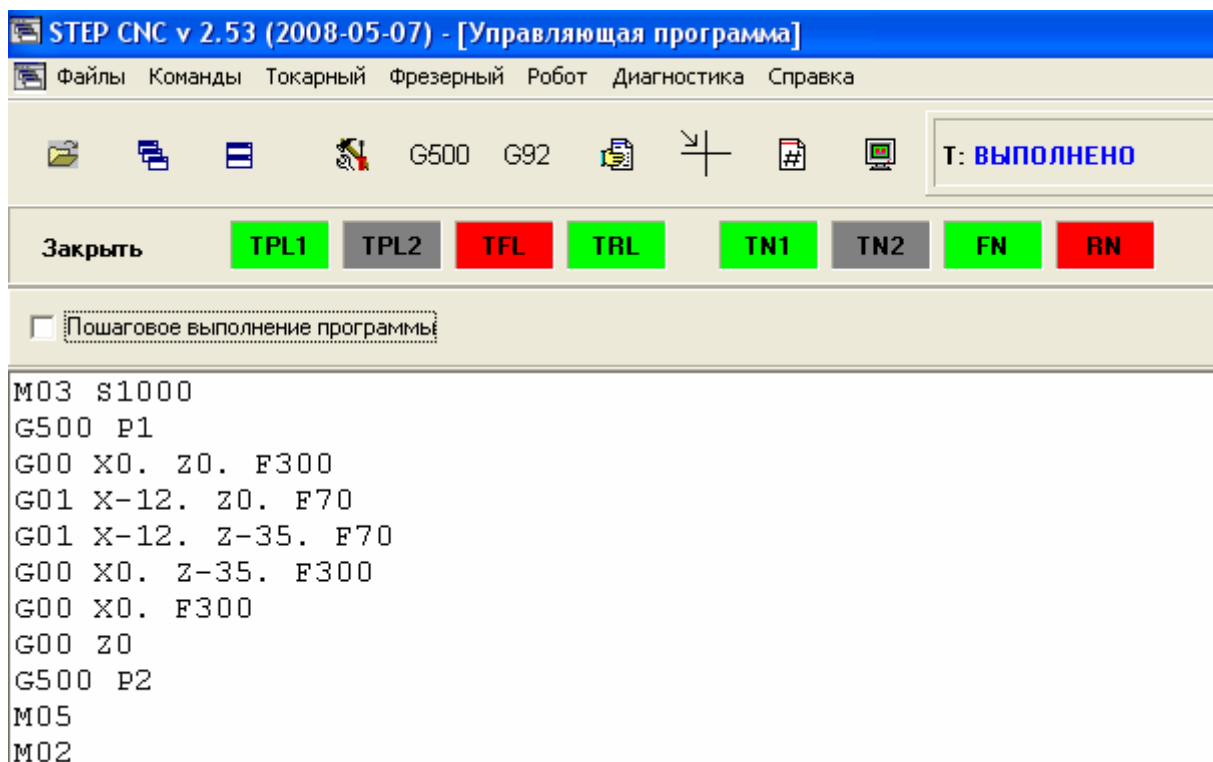 STEP CNC v 2.53 (2008-05-07) - [Управляющая программа]
Файлы Команды Токарный Фрезерный Робот Диагностика Справка
G500 G92 # T: ВЫПОЛНЕНО
Закрыть TPL1 TPL2 TFL TRL TN1 TN2 FN RN
Пошаговое выполнение программы
M03 S1000
G500 P1
G00 X0. Z0. F300
G01 X-12. Z0. F70
G01 X-12. Z-35. F70
G00 X0. Z-35. F300
G00 X0. F300
G00 Z0
G500 P2
M05
M02